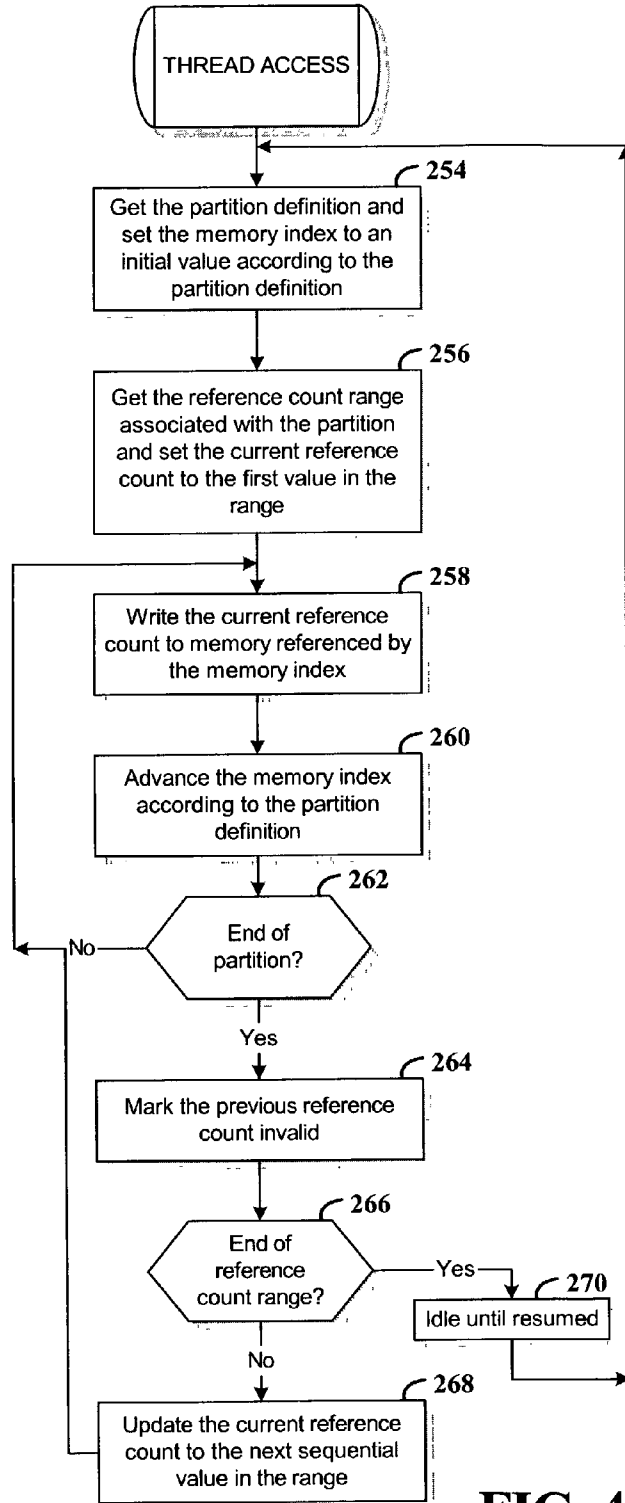 THREAD ACCESS
254
Get the partition definition and
set the memory index to an
initial value according to the
partition definition
256
Get the reference count range
associated with the partition
and set the current reference
count to the first value in the
range
258
Write the current reference
count to memory referenced by
the memory index
260
Advance the memory index
according to the partition
definition
262
End of
partition?
No
Yes
264
Mark the previous reference
count invalid
266
End of
reference
count range?
Yes
270
Idle until resumed
No
268
Update the current reference
count to the next sequential
value in the range
FIG. 4